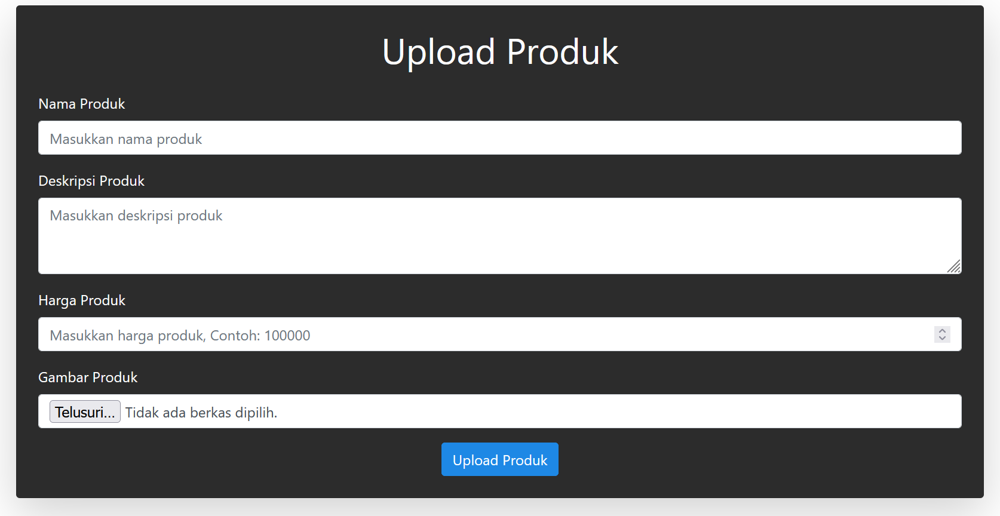 Upload Produk
Nama Produk
Masukkan nama produk
Deskripsi Produk
Masukkan deskripsi produk
Harga Produk
Masukkan harga produk, Contoh: 100000
Gambar Produk
Telusuri... Tidak ada berkas dipilih.
Upload Produk